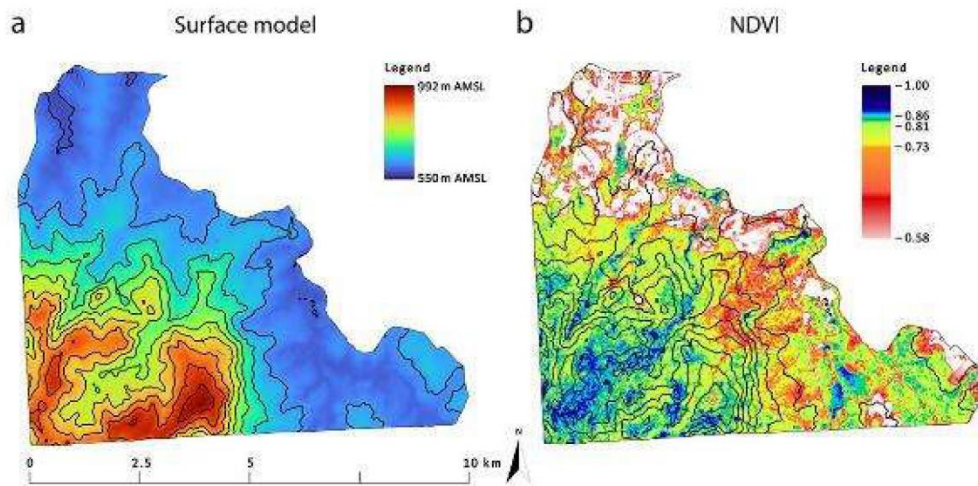 a Surface model
Legend
992 m AMSL
550 m AMSL
0 2.5 5 10 km
N
b NDVI
Legend
1.00
0.86
0.81
0.73
0.58